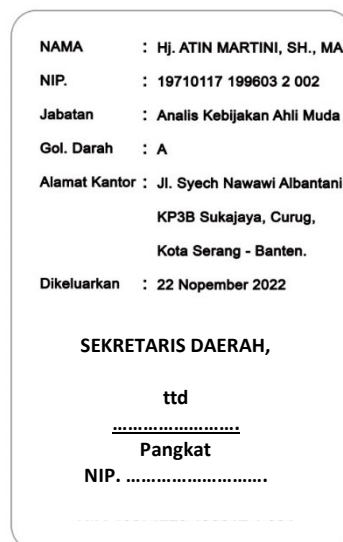 NAMA : Hj. ATIN MARTINI, SH., MA
NIP. : 19710117 199603 2 002
Jabatan : Analis Kebijakan Ahli Muda
Gol. Darah : A
Alamat Kantor : Jl. Syech Nawawi Albantani
KP3B Sukajaya, Curug,
Kota Serang - Banten.
Dikeluarkan : 22 Nopember 2022
SEKRETARIS DAERAH,
ttd
…………………….
Pangkat
NIP. ……………………….